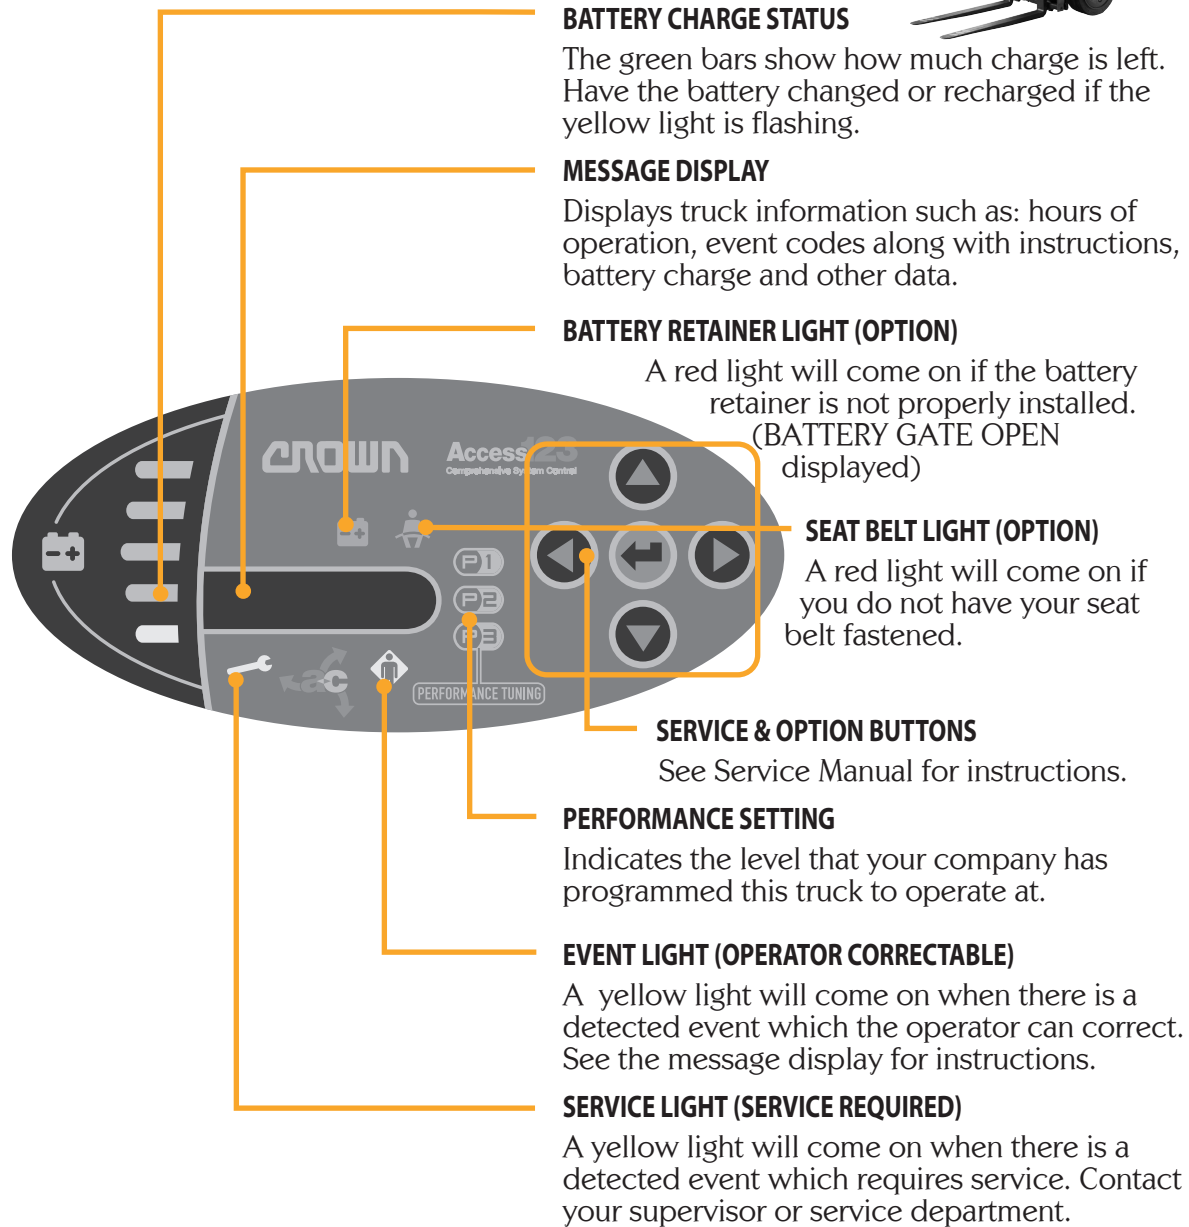 BATTERY CHARGE STATUS
The green bars show how much charge is left.
Have the battery changed or recharged if the
yellow light is flashing.
MESSAGE DISPLAY
Displays truck information such as: hours of
operation, event codes along with instructions,
battery charge and other data.
BATTERY RETAINER LIGHT (OPTION)
A red light will come on if the battery
retainer is not properly installed.
(BATTERY GATE OPEN
displayed)
CROWN
Access123
Comprehensive System Control
SEAT BELT LIGHT (OPTION)
A red light will come on if
you do not have your seat
belt fastened.
P1
P2
P3
ac
PERFORMANCE TUNING
SERVICE & OPTION BUTTONS
See Service Manual for instructions.
PERFORMANCE SETTING
Indicates the level that your company has
programmed this truck to operate at.
EVENT LIGHT (OPERATOR CORRECTABLE)
A yellow light will come on when there is a
detected event which the operator can correct.
See the message display for instructions.
SERVICE LIGHT (SERVICE REQUIRED)
A yellow light will come on when there is a
detected event which requires service. Contact
your supervisor or service department.